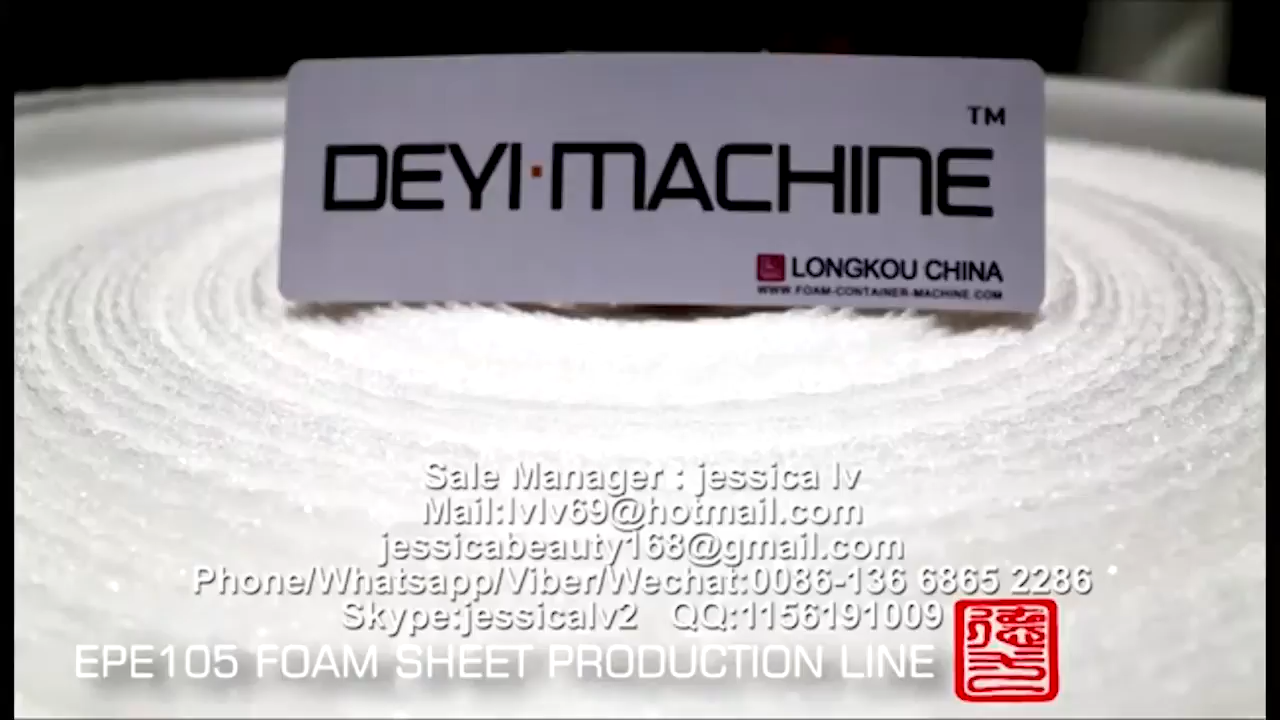 TM
DEYI·MACHINE
LONGKOU CHINA
WWW.FOAM-CONTAINER-MACHINE.COM
Sale Manager : jessica lv
Mail:lvlv69@hotmail.com
jessicabeauty168@gmail.com
Phone/Whatsapp/Viber/Wechat:0086-136 6865 2286
Skype:jessicalv2 QQ:1156191009
EPE105 FOAM SHEET PRODUCTION LINE